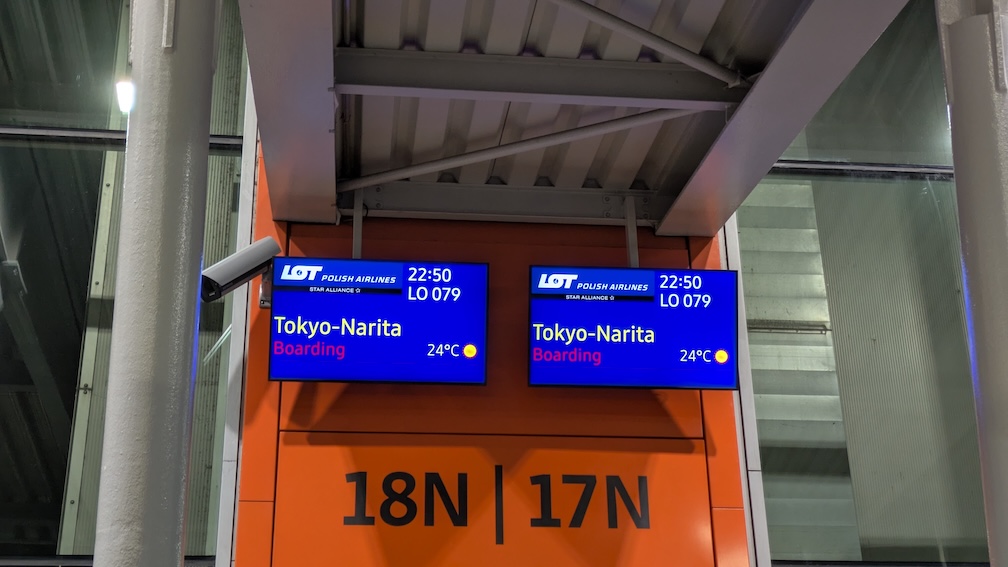 LOT POLISH AIRLINES
STAR ALLIANCE
22:50
LO 079
Tokyo-Narita
Boarding
24°C
LOT POLISH AIRLINES
STAR ALLIANCE
22:50
LO 079
Tokyo-Narita
Boarding
24°C
18N | 17N